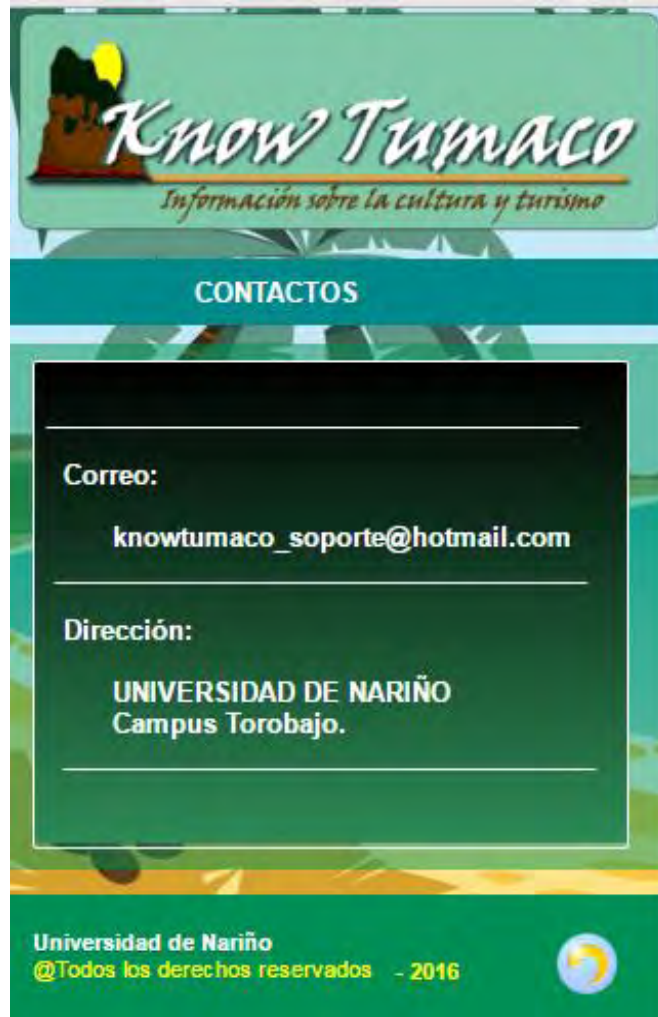 Know Tumaco
Información sobre la cultura y turismo
CONTACTOS
Correo:
knowtumaco_soporte@hotmail.com
Dirección:
UNIVERSIDAD DE NARIÑO
Campus Torobajo.
Universidad de Nariño
@Todos los derechos reservados - 2016